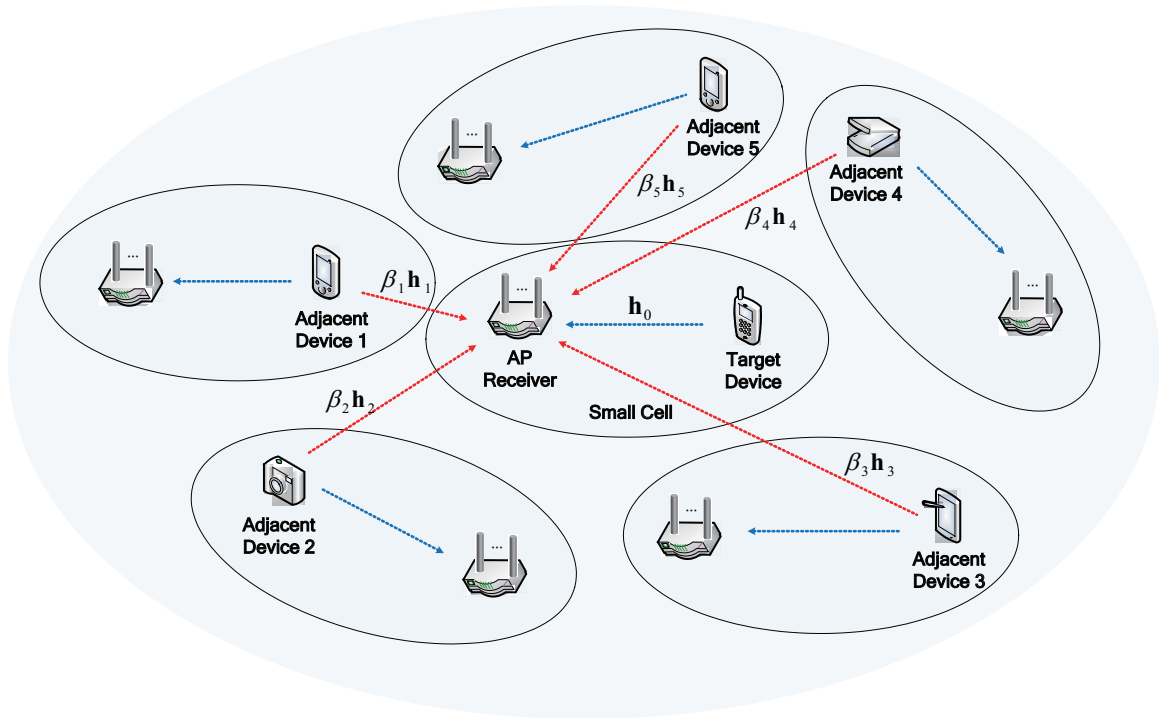 Adjacent
Device 5
...
β₅h₅
Adjacent
Device 4
β₄h₄
...
Adjacent
Device 1
β₁h₁
...
AP
Receiver
h₀
Target
Device
Small Cell
...
β₂h₂
Adjacent
Device 2
...
β₃h₃
...
Adjacent
Device 3